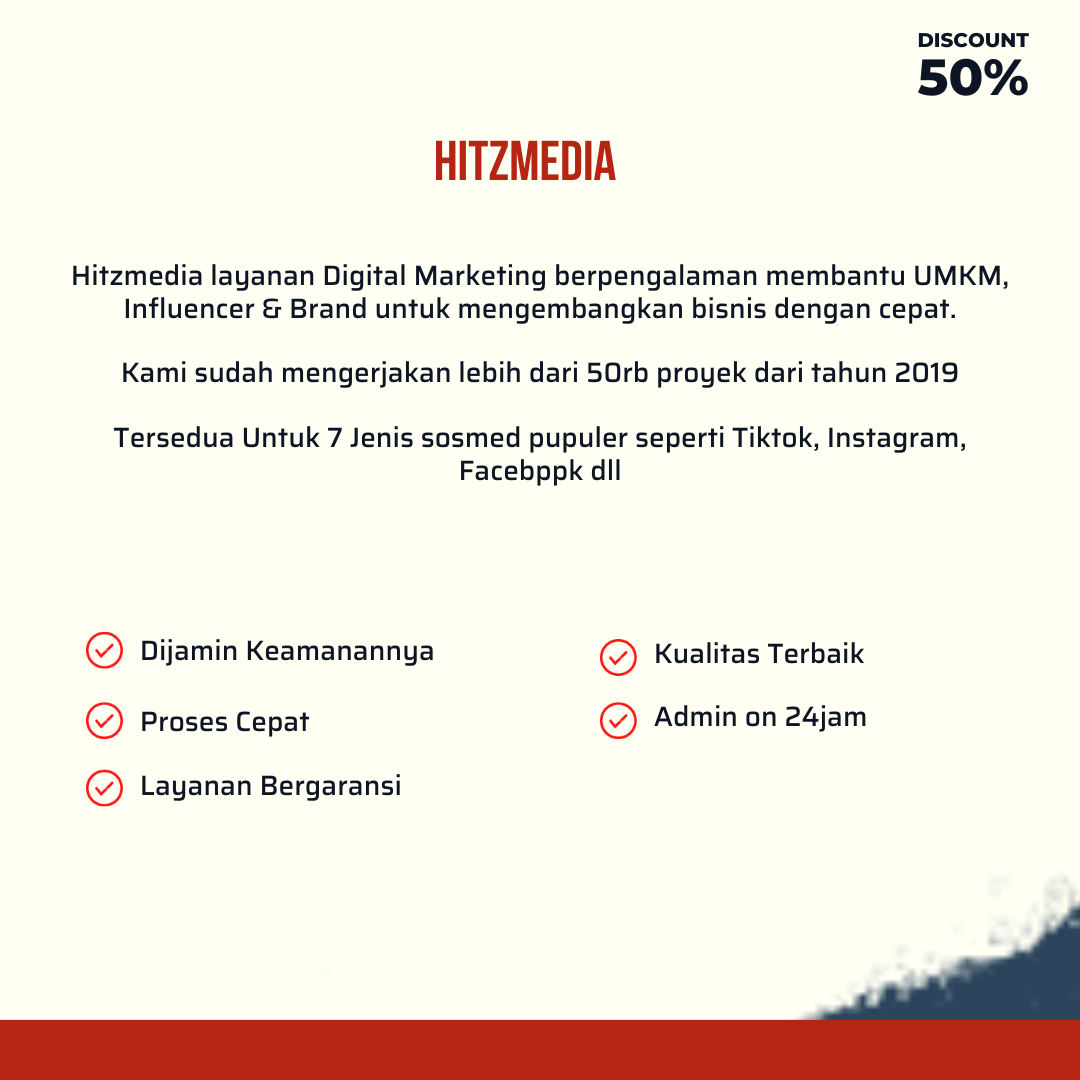 DISCOUNT
50%
HITZMEDIA
Hitzmedia layanan Digital Marketing berpengalaman membantu UMKM,
Influencer & Brand untuk mengembangkan bisnis dengan cepat.
Kami sudah mengerjakan lebih dari 50rb proyek dari tahun 2019
Tersedua Untuk 7 Jenis sosmed pupuler seperti Tiktok, Instagram,
Facebppk dll
Dijamin Keamanannya
Proses Cepat
Layanan Bergaransi
Kualitas Terbaik
Admin on 24jam